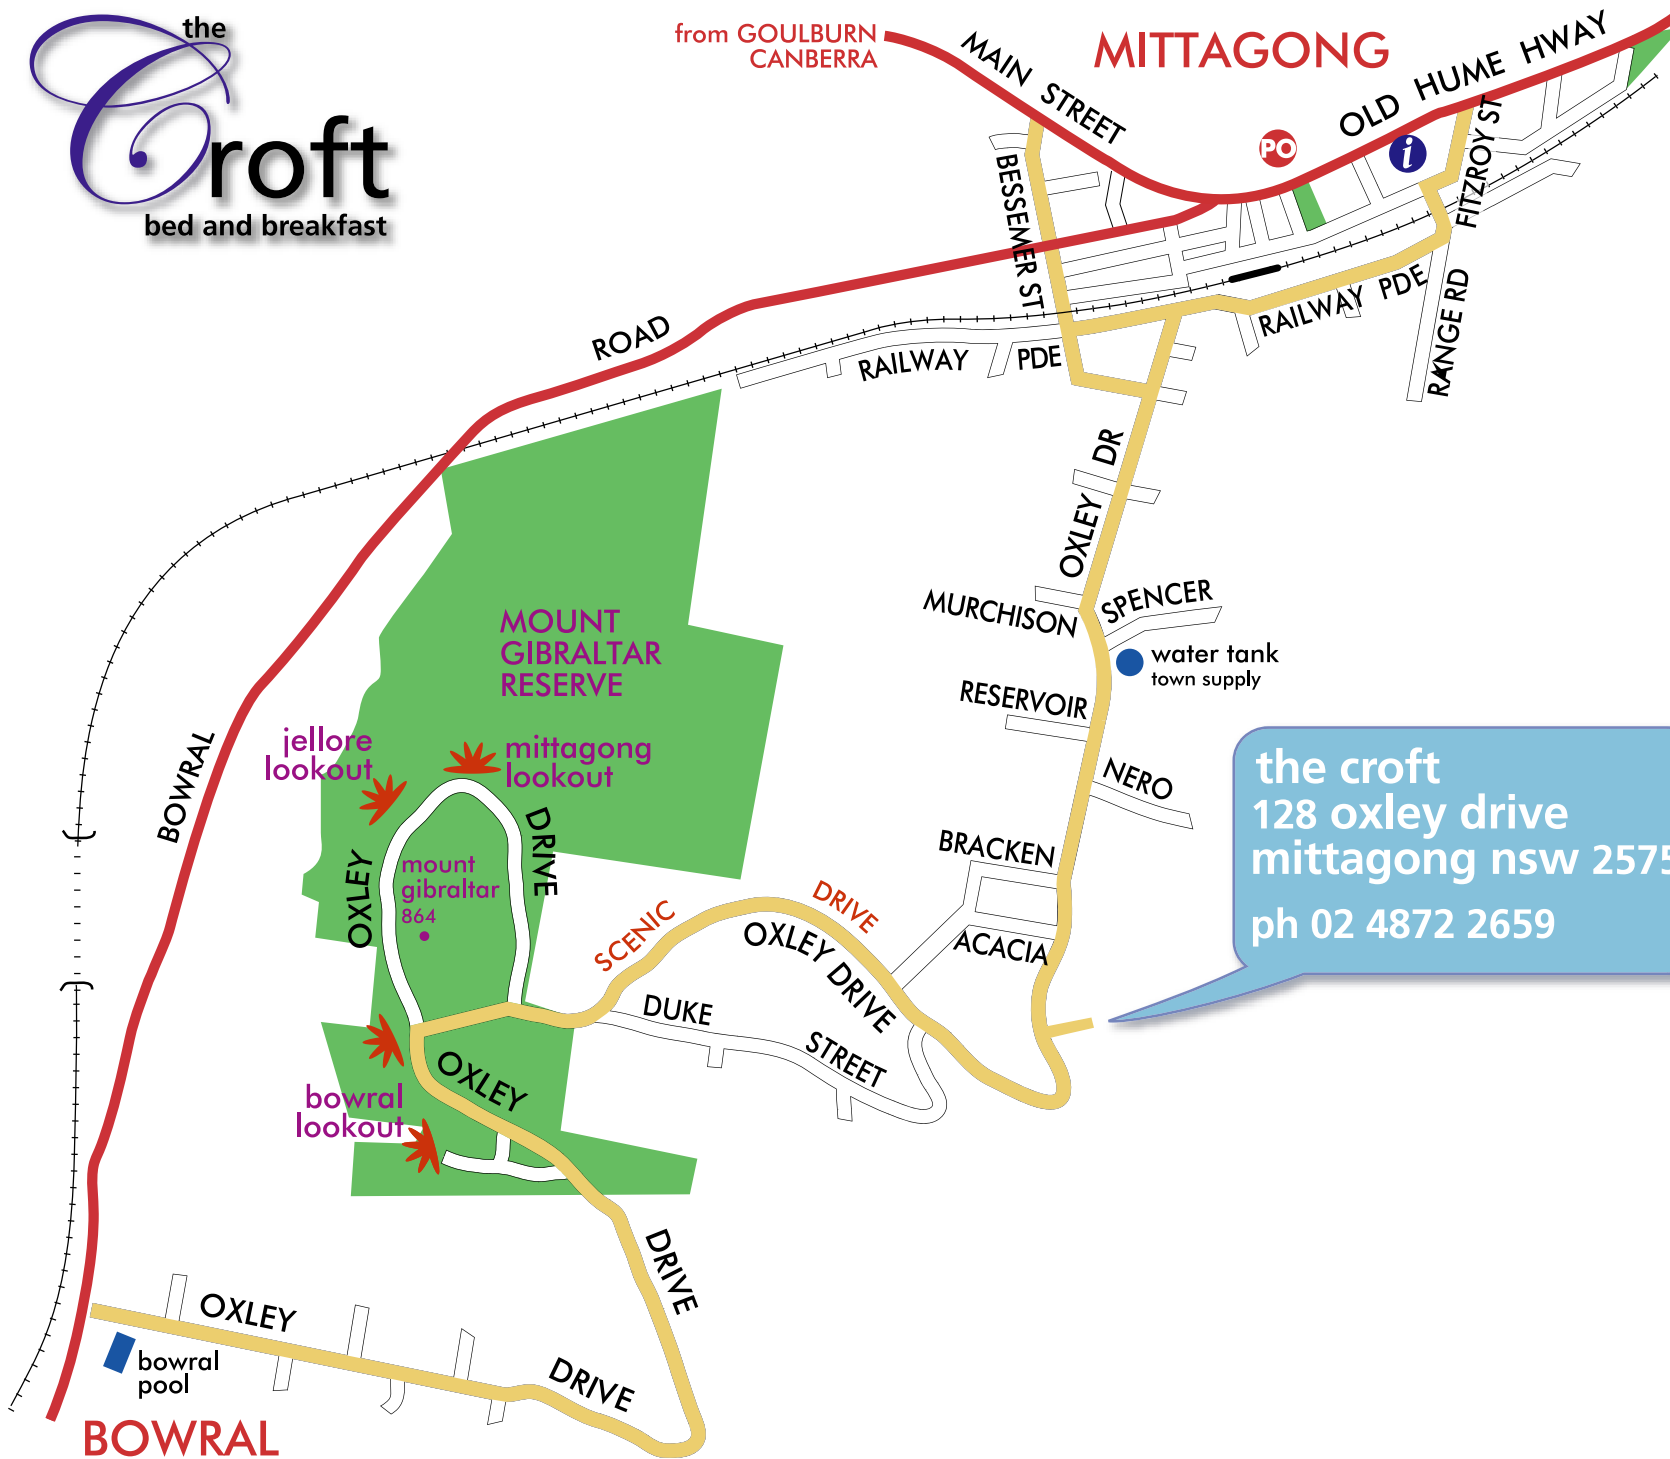 the
Croft
bed and breakfast
from GOULBURN
CANBERRA
MAIN STREET
MITTAGONG
OLD HUME HWAY
PO
i
FITZROY ST
BESSEMER ST
RAILWAY PDE
RANGE RD
ROAD
RAILWAY PDE
OXLEY DR
MURCHISON
SPENCER
water tank
town supply
RESERVOIR
NERO
MOUNT
GIBRALTAR
RESERVE
jellore
lookout
mittagong
lookout
BOWRAL
OXLEY
DRIVE
mount
gibraltar
864
the croft
128 oxley drive
mittagong nsw 2575
ph 02 4872 2659
BRACKEN
ACACIA
SCENIC DRIVE
OXLEY DRIVE
DUKE STREET
OXLEY
bowral
lookout
DRIVE
OXLEY
DRIVE
bowral
pool
BOWRAL